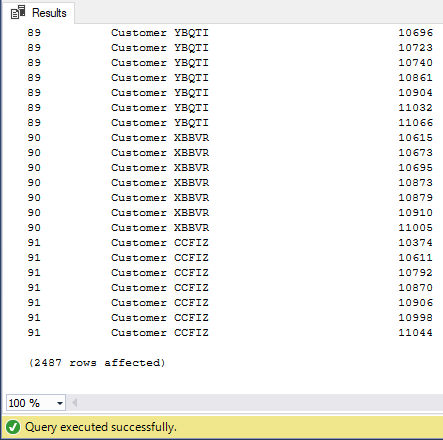 Results
89 Customer YBQTI 10696
89 Customer YBQTI 10723
89 Customer YBQTI 10740
89 Customer YBQTI 10861
89 Customer YBQTI 10904
89 Customer YBQTI 11032
89 Customer YBQTI 11066
90 Customer XBBVR 10615
90 Customer XBBVR 10673
90 Customer XBBVR 10695
90 Customer XBBVR 10873
90 Customer XBBVR 10879
90 Customer XBBVR 10910
90 Customer XBBVR 11005
91 Customer CCFIZ 10374
91 Customer CCFIZ 10611
91 Customer CCFIZ 10792
91 Customer CCFIZ 10870
91 Customer CCFIZ 10906
91 Customer CCFIZ 10998
91 Customer CCFIZ 11044
(2487 rows affected)
100 %
Query executed successfully.